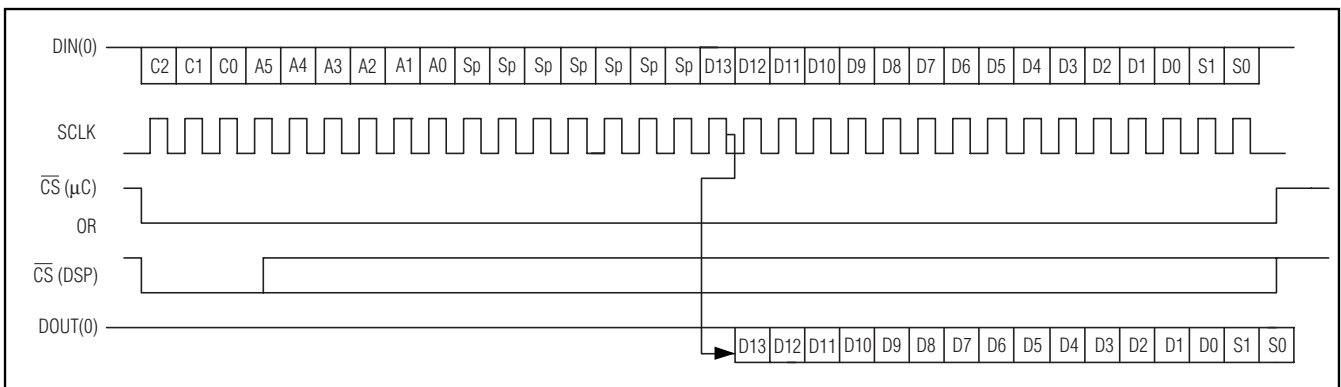 DIN(0)
C2 C1 C0 A5 A4 A3 A2 A1 A0 Sp Sp Sp Sp Sp Sp Sp D13 D12 D11 D10 D9 D8 D7 D6 D5 D4 D3 D2 D1 D0 S1 S0
SCLK
CS (μC)
OR
CS (DSP)
DOUT(0)
D13 D12 D11 D10 D9 D8 D7 D6 D5 D4 D3 D2 D1 D0 S1 S0